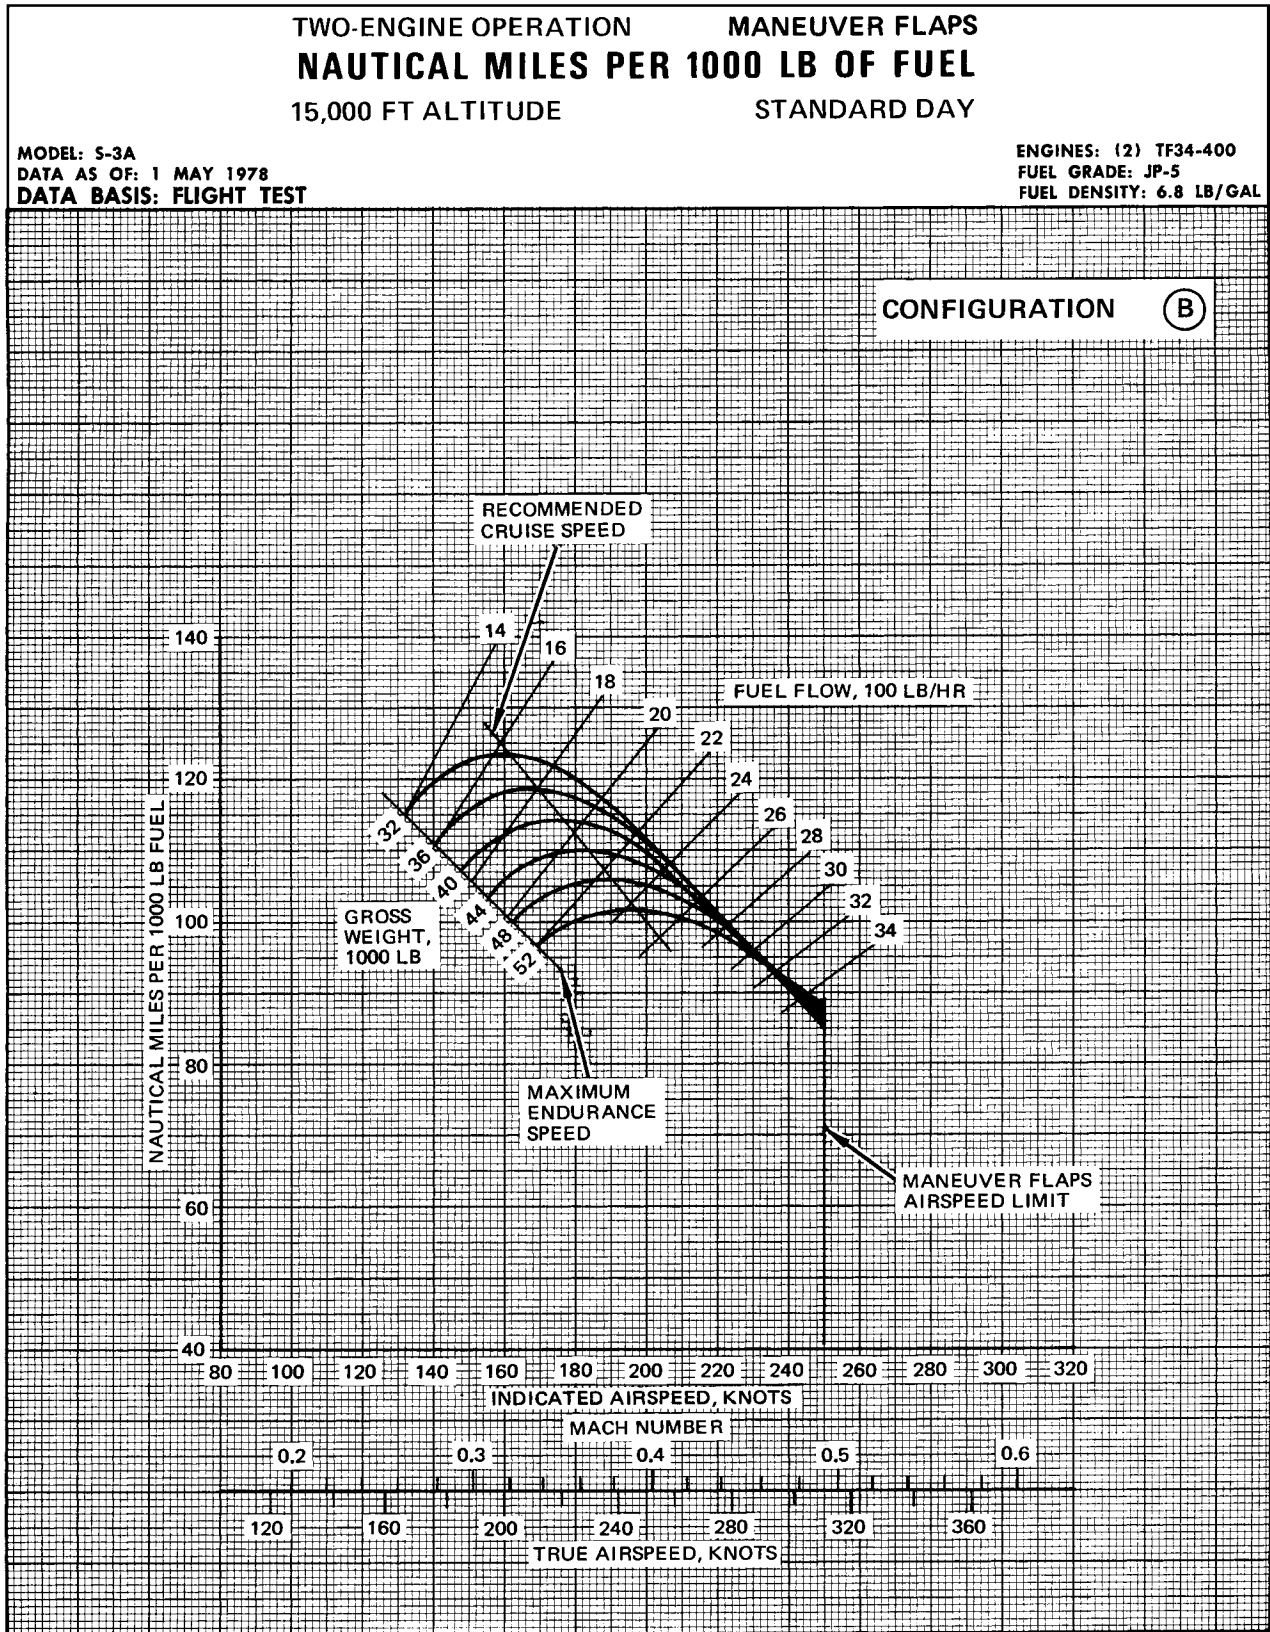 TWO-ENGINE OPERATION MANEUVER FLAPS
NAUTICAL MILES PER 1000 LB OF FUEL
15,000 FT ALTITUDE STANDARD DAY
MODEL: S-3A
DATA AS OF: 1 MAY 1978
DATA BASIS: FLIGHT TEST
ENGINES: (2) TF34-400
FUEL GRADE: JP-5
FUEL DENSITY: 6.8 LB/GAL
CONFIGURATION B
RECOMMENDED
CRUISE SPEED
14
16
18
20
22
24
26
28
30
32
34
FUEL FLOW, 100 LB/HR
140
120
100
80
60
40
NAUTICAL MILES PER 1000 LB FUEL
32
36
40
44
48
52
GROSS
WEIGHT,
1000 LB
MAXIMUM
ENDURANCE
SPEED
MANEUVER FLAPS
AIRSPEED LIMIT
80 100 120 140 160 180 200 220 240 260 280 300 320
INDICATED AIRSPEED, KNOTS
MACH NUMBER
0.2 0.3 0.4 0.5 0.6
120 160 200 240 280 320 360
TRUE AIRSPEED, KNOTS